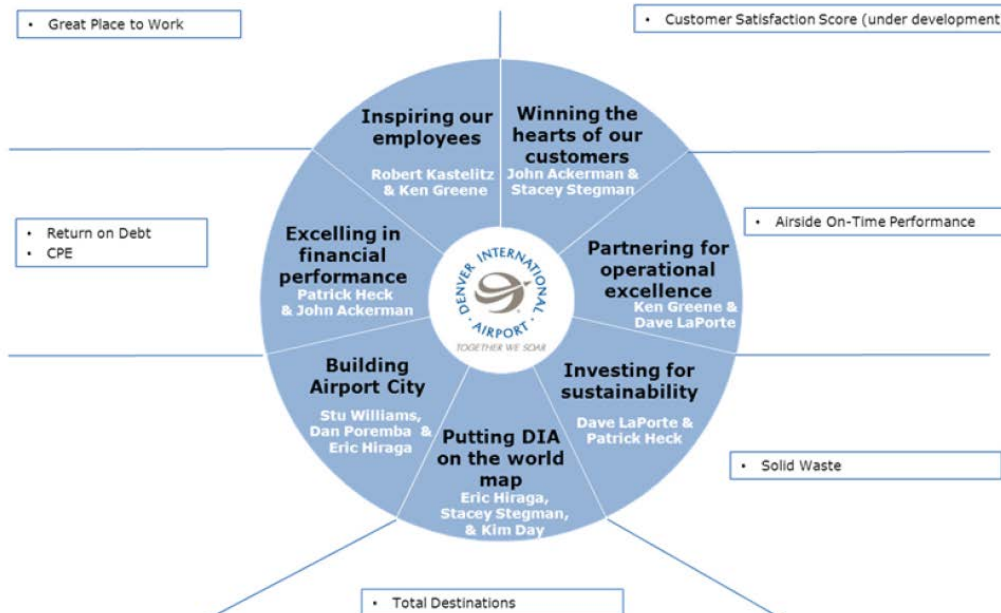 • Great Place to Work
• Customer Satisfaction Score (under development)
Inspiring our
employees
Robert Kastelitz
& Ken Greene
Winning the
hearts of our
customers
John Ackerman &
Stacey Stegman
• Return on Debt
• CPE
Excelling in
financial
performance
Patrick Heck
& John Ackerman
DENVER INTERNATIONAL
· AIRPORT ·
TOGETHER WE SOAR
Partnering for
operational
excellence
Ken Greene &
Dave LaPorte
• Airside On-Time Performance
Building
Airport City
Stu Williams,
Dan Poremba &
Eric Hiraga
Putting DIA
on the world
map
Eric Hiraga,
Stacey Stegman,
& Kim Day
Investing for
sustainability
Dave LaPorte &
Patrick Heck
• Solid Waste
• Total Destinations